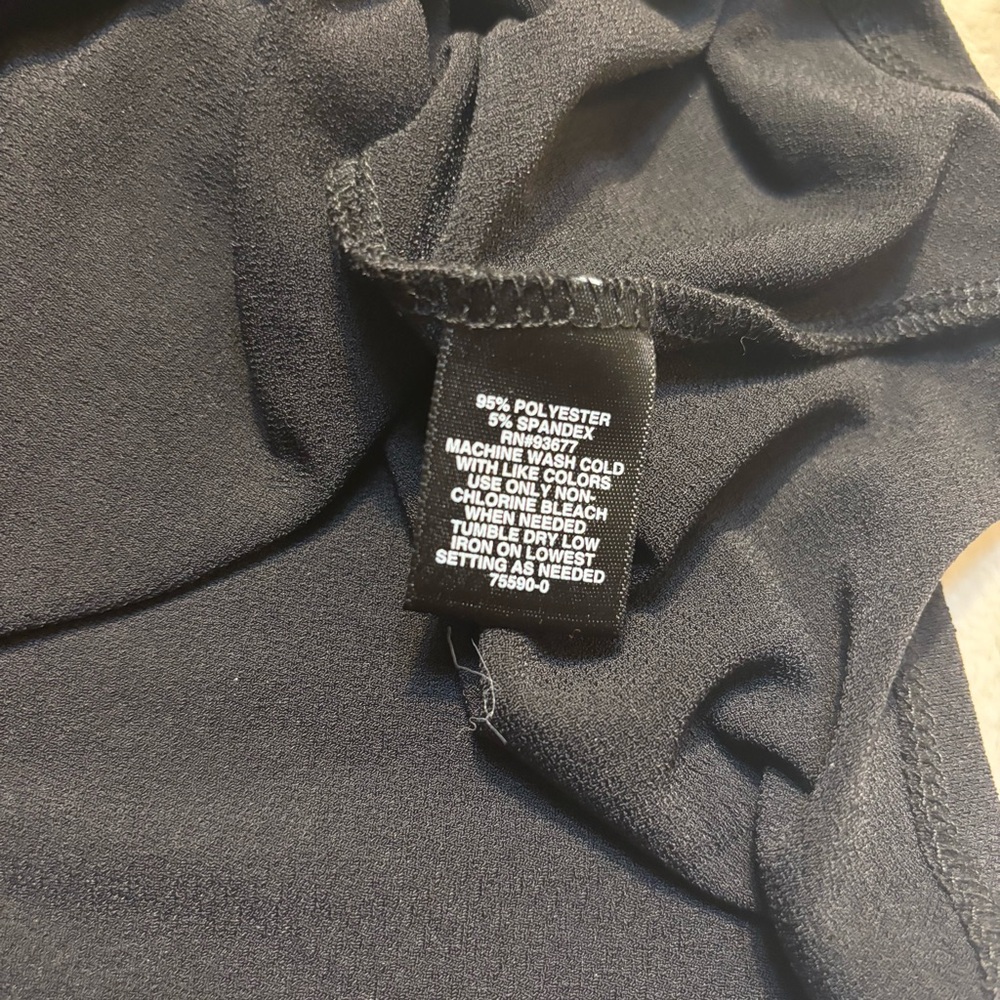 95% POLYESTER
5% SPANDEX
RN#93677
MACHINE WASH COLD
WITH LIKE COLORS
USE ONLY NON-
CHLORINE BLEACH
WHEN NEEDED
TUMBLE DRY LOW
IRON ON LOWEST
SETTING AS NEEDED
75590-0